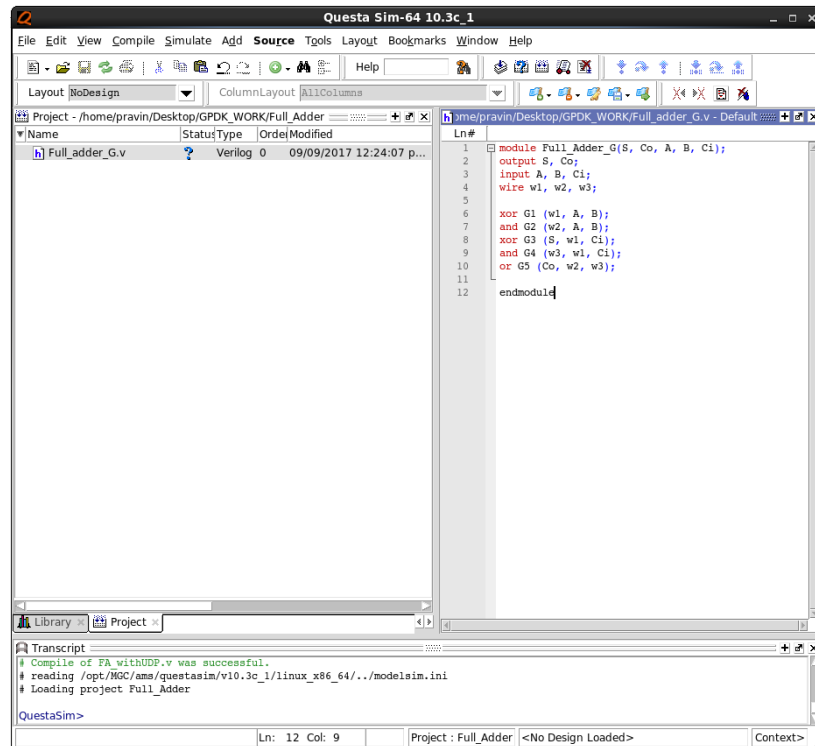 Questa Sim-64 10.3c_1
File Edit View Compile Simulate Add Source Tools Layout Bookmarks Window Help
Help
Layout NoDesign ColumnLayout AllColumns
Project - /home/pravin/Desktop/GPDK_WORK/Full_Adder
Name Status Type Order Modified
Full_adder_G.v ? Verilog 0 09/09/2017 12:24:07 p...
ome/pravin/Desktop/GPDK_WORK/Full_adder_G.v - Default
Ln#
1 module Full_Adder_G(S, Co, A, B, Ci);
2 output S, Co;
3 input A, B, Ci;
4 wire w1, w2, w3;
5
6 xor G1 (w1, A, B);
7 and G2 (w2, A, B);
8 xor G3 (S, w1, Ci);
9 and G4 (w3, w1, Ci);
10 or G5 (Co, w2, w3);
11
12 endmodule
Library Project
Transcript
# Compile of FA_withUDP.v was successful.
# reading /opt/MGC/ams/questasim/v10.3c_1/linux_x86_64/../modelsim.ini
# Loading project Full_Adder
QuestaSim>
Ln: 12 Col: 9 Project : Full_Adder <No Design Loaded> Context>